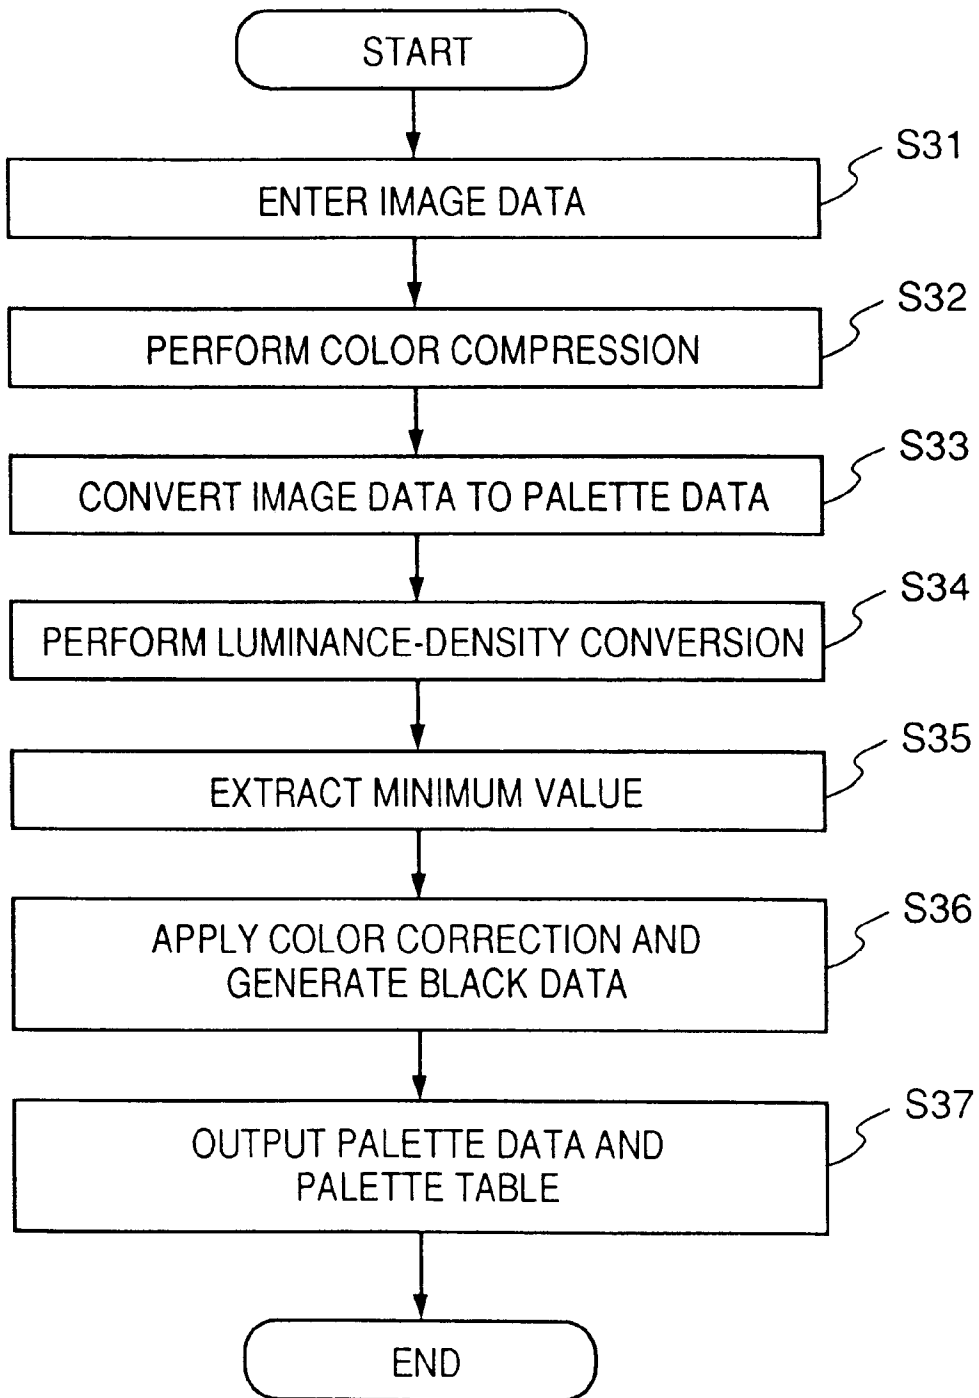 START
S31
ENTER IMAGE DATA
S32
PERFORM COLOR COMPRESSION
S33
CONVERT IMAGE DATA TO PALETTE DATA
S34
PERFORM LUMINANCE-DENSITY CONVERSION
S35
EXTRACT MINIMUM VALUE
S36
APPLY COLOR CORRECTION AND
GENERATE BLACK DATA
S37
OUTPUT PALETTE DATA AND
PALETTE TABLE
END